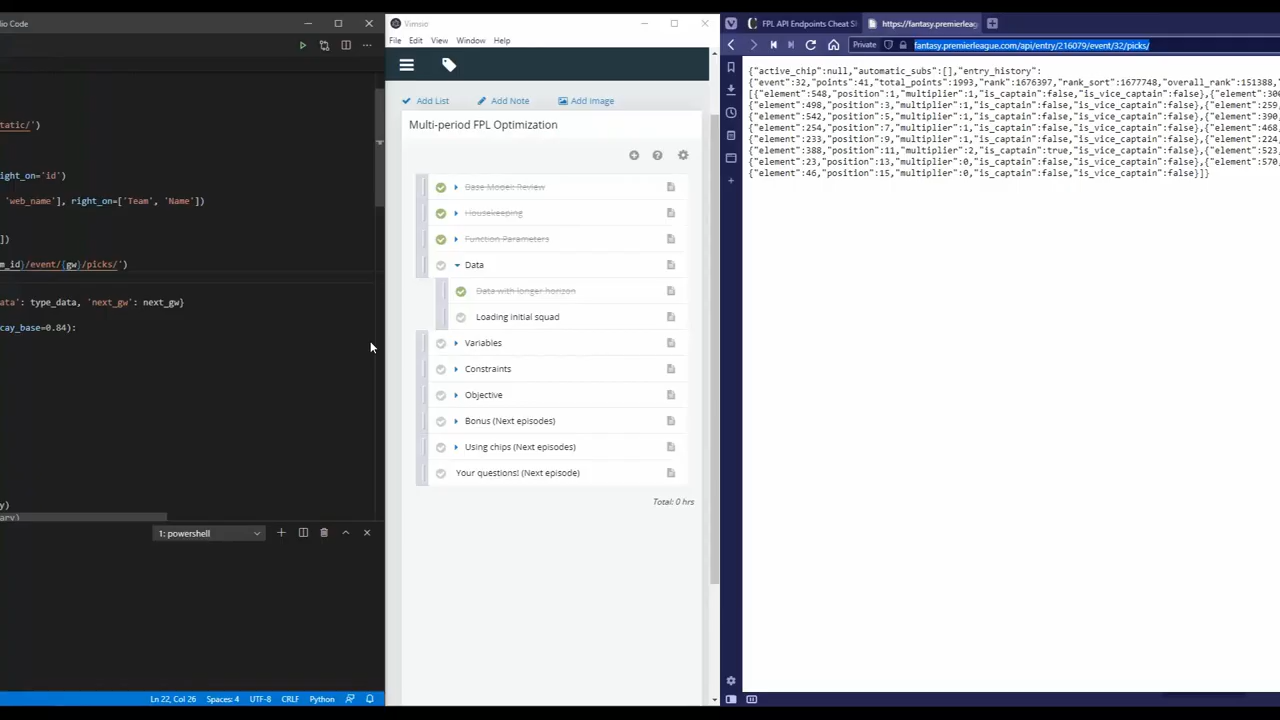 io Code
tatic/')
ight_on='id')
'web_name'], right_on=['Team', 'Name'])
])
m_id}/event/{gw}/picks/')
ata': type_data, 'next_gw': next_gw}
cay_base=0.84):
y)
ary)
1: powershell
Ln 22, Col 26 Spaces: 4 UTF-8 CRLF Python
Vimsio
File Edit View Window Help
Add List Add Note Add image
Multi-period FPL Optimization
Base Model: Review
Housekeeping
Function Parameters
Data
Data with longer horizon
Loading initial squad
Variables
Constraints
Objective
Bonus (Next episodes)
Using chips (Next episodes)
Your questions! (Next episode)
Total: 0 hrs
FPL API Endpoints Cheat S https://fantasy.premierleag
Private fantasy.premierleague.com/api/entry/216079/event/32/picks/
{"active_chip":null,"automatic_subs":[],"entry_history":
{"event":32,"points":41,"total_points":1993,"rank":1676397,"rank_sort":1677748,"overall_rank":151388,
[{"element":548,"position":1,"multiplier":1,"is_captain":false,"is_vice_captain":false},{"element":300
{"element":498,"position":3,"multiplier":1,"is_captain":false,"is_vice_captain":false},{"element":259
{"element":542,"position":5,"multiplier":1,"is_captain":false,"is_vice_captain":false},{"element":390
{"element":254,"position":7,"multiplier":1,"is_captain":false,"is_vice_captain":false},{"element":468
{"element":233,"position":9,"multiplier":1,"is_captain":false,"is_vice_captain":false},{"element":224
{"element":388,"position":11,"multiplier":2,"is_captain":true,"is_vice_captain":false},{"element":523
{"element":23,"position":13,"multiplier":0,"is_captain":false,"is_vice_captain":false},{"element":570
{"element":46,"position":15,"multiplier":0,"is_captain":false,"is_vice_captain":false}]}